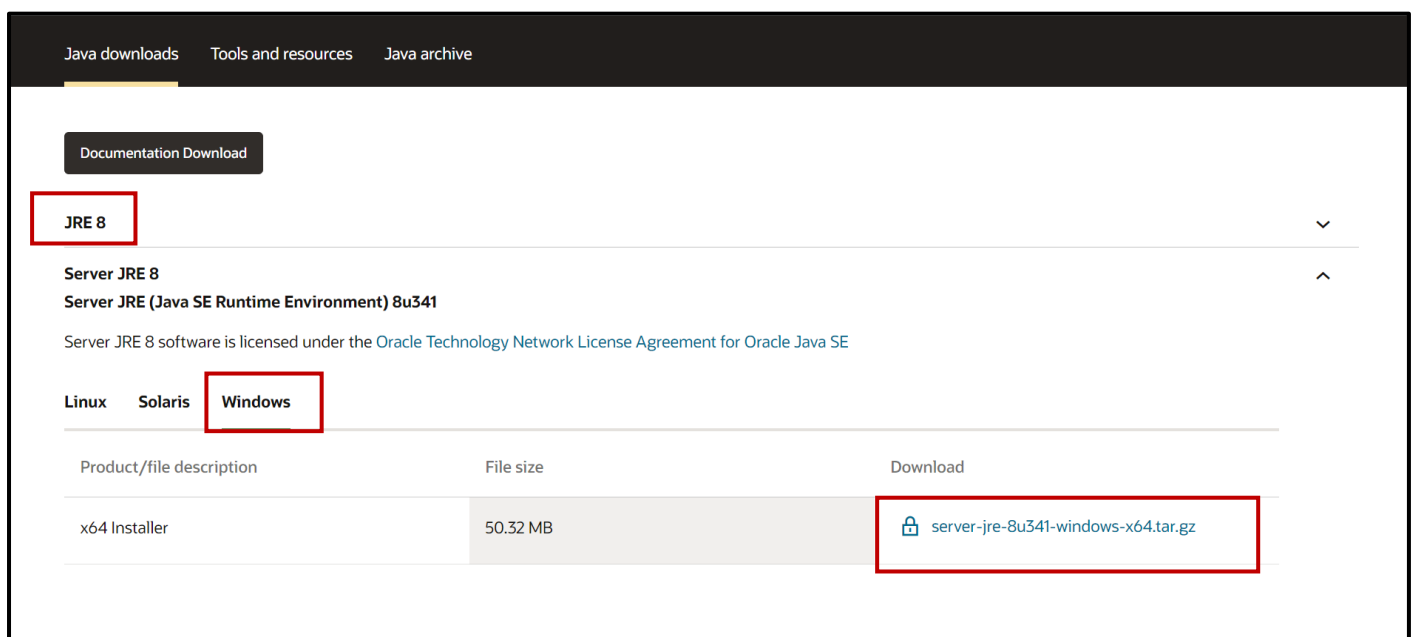 Java downloads Tools and resources Java archive
Documentation Download
JRE 8
Server JRE 8
Server JRE (Java SE Runtime Environment) 8u341
Server JRE 8 software is licensed under the Oracle Technology Network License Agreement for Oracle Java SE
Linux Solaris Windows
Product/file description File size Download
x64 Installer 50.32 MB server-jre-8u341-windows-x64.tar.gz